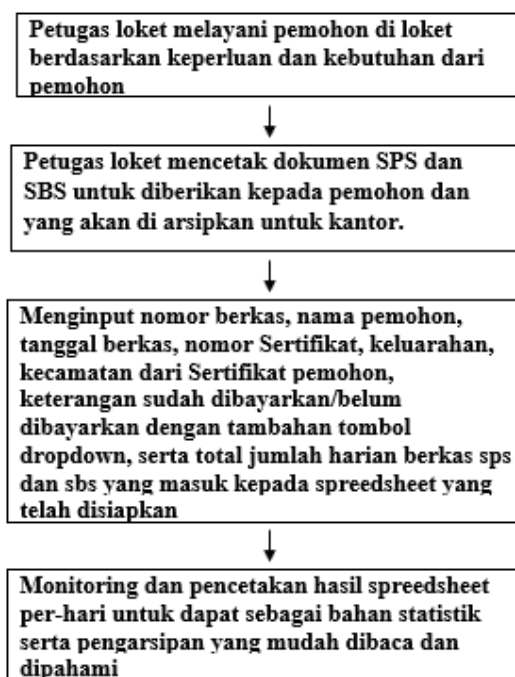 Petugas loket melayani pemohon di loket
berdasarkan keperluan dan kebutuhan dari
pemohon
Petugas loket mencetak dokumen SPS dan
SBS untuk diberikan kepada pemohon dan
yang akan di arsipkan untuk kantor.
Menginput nomor berkas, nama pemohon,
tanggal berkas, nomor Sertifikat, keluarahan,
kecamatan dari Sertifikat pemohon,
keterangan sudah dibayarkan/belum
dibayarkan dengan tambahan tombol
dropdown, serta total jumlah harian berkas sps
dan sbs yang masuk kepada spreedsheet yang
telah disiapkan
Monitoring dan pencetakan hasil spreedsheet
per-hari untuk dapat sebagai bahan statistik
serta pengarsipan yang mudah dibaca dan
dipahami